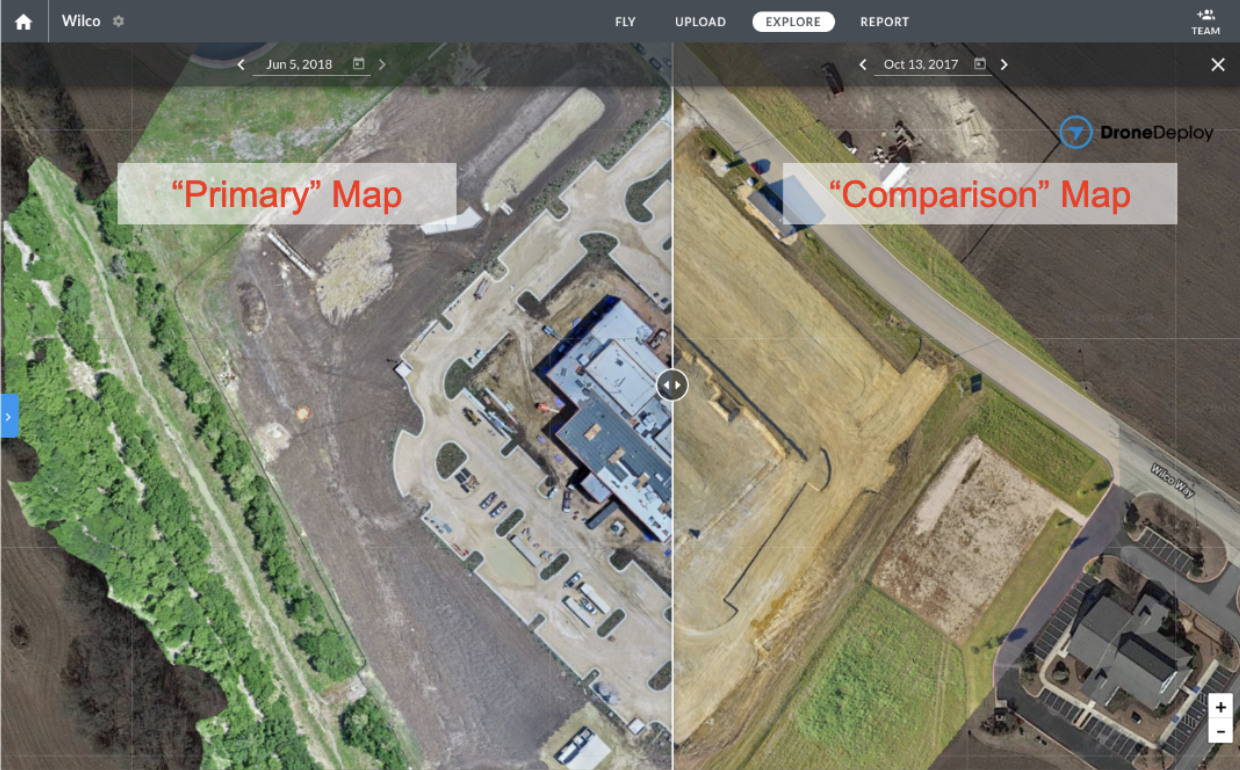 Wilco
FLY
UPLOAD
EXPLORE
REPORT
TEAM
Jun 5, 2018
Oct 13, 2017
DroneDeploy
“Primary” Map
“Comparison” Map
Wilco Way